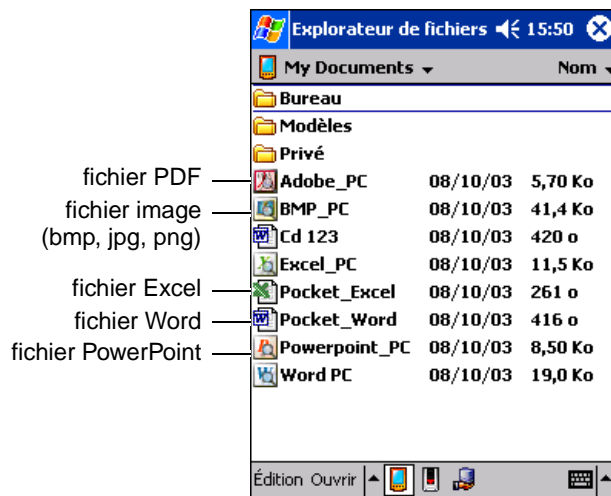 Explorateur de fichiers 15:50
My Documents Nom
Bureau
Modèles
Privé
fichier PDF Adobe_PC 08/10/03 5,70 Ko
fichier image BMP_PC 08/10/03 41,4 Ko
(bmp, jpg, png) Cd 123 08/10/03 420 o
Excel_PC 08/10/03 11,5 Ko
fichier Excel Pocket_Excel 08/10/03 261 o
fichier Word Pocket_Word 08/10/03 416 o
fichier PowerPoint Powerpoint_PC 08/10/03 8,50 Ko
Word PC 08/10/03 19,0 Ko
Édition Ouvrir